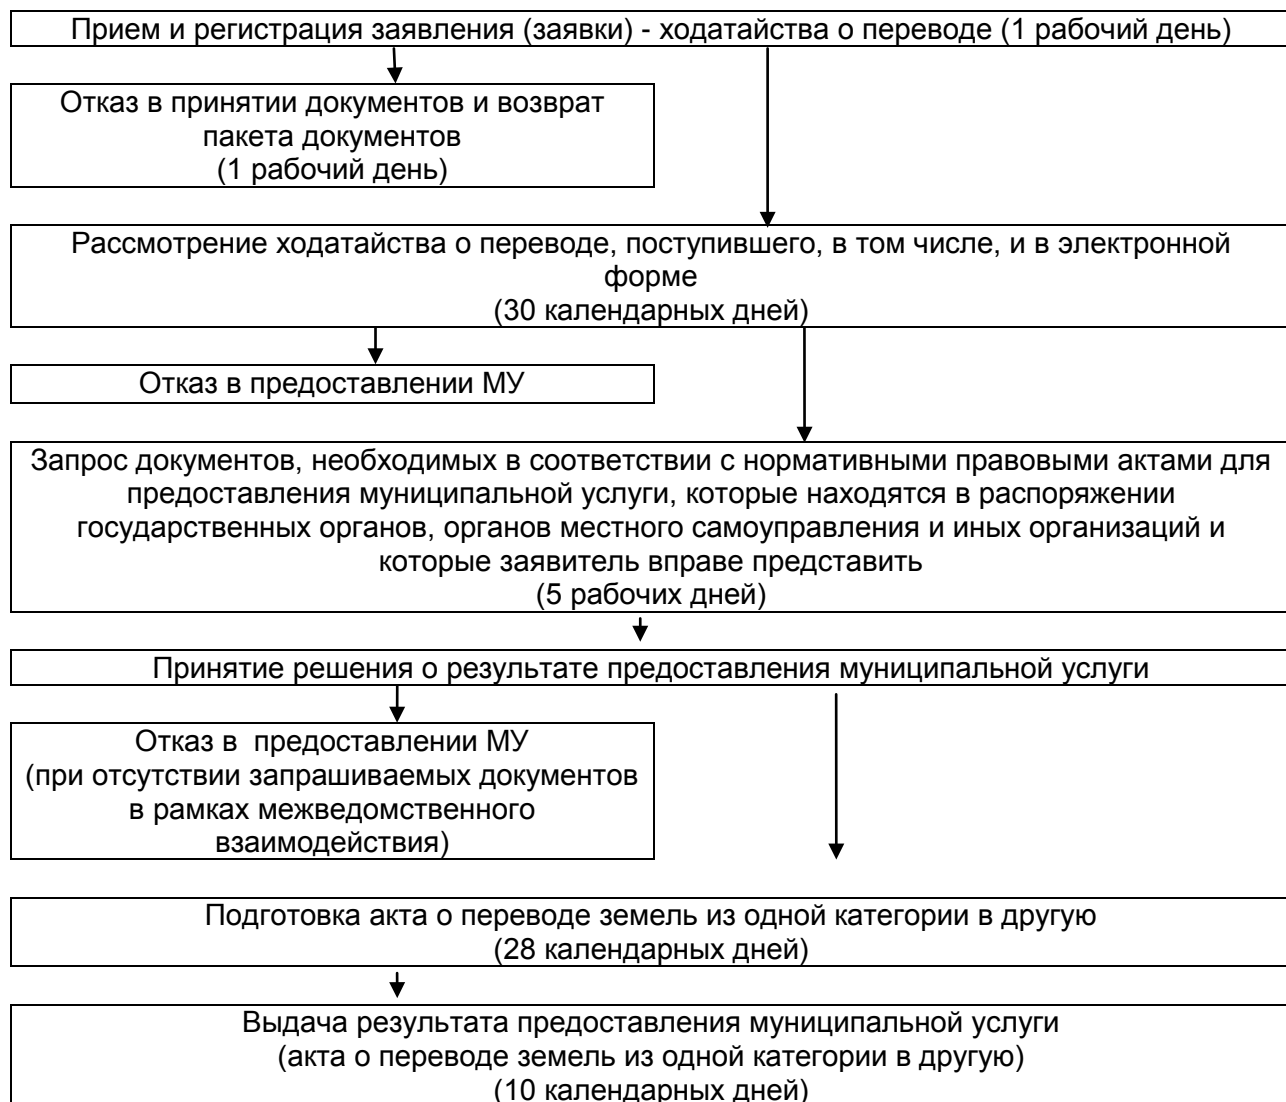 Прием и регистрация заявления (заявки) - ходатайства о переводе (1 рабочий день)
Отказ в принятии документов и возврат
пакета документов
(1 рабочий день)
Рассмотрение ходатайства о переводе, поступившего, в том числе, и в электронной
форме
(30 календарных дней)
Отказ в предоставлении МУ
Запрос документов, необходимых в соответствии с нормативными правовыми актами для
предоставления муниципальной услуги, которые находятся в распоряжении
государственных органов, органов местного самоуправления и иных организаций и
которые заявитель вправе представить
(5 рабочих дней)
Принятие решения о результате предоставления муниципальной услуги
Отказ в  предоставлении МУ
(при отсутствии запрашиваемых документов
в рамках межведомственного
взаимодействия)
Подготовка акта о переводе земель из одной категории в другую
(28 календарных дней)
Выдача результата предоставления муниципальной услуги
(акта о переводе земель из одной категории в другую)
(10 календарных дней)